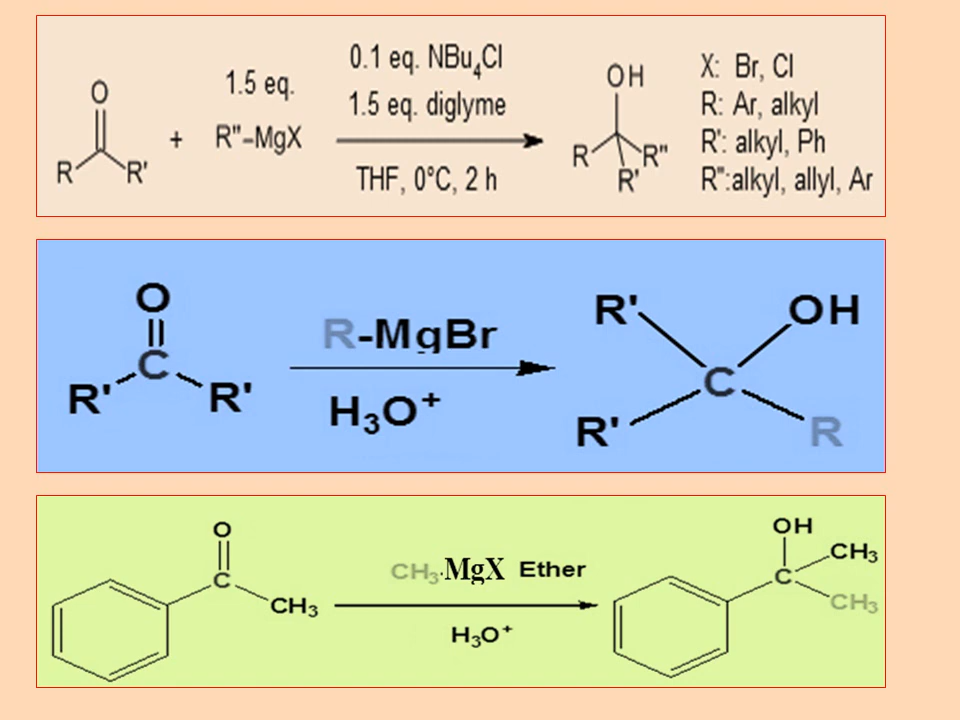 O
R R'
+
1.5 eq.
R"–MgX
0.1 eq. NBu₄Cl
1.5 eq. diglyme
THF, 0°C, 2 h
OH
R R"
R'
X: Br, Cl
R: Ar, alkyl
R': alkyl, Ph
R":alkyl, allyl, Ar
O
C
R' R'
R-MgBr
H₃O⁺
R' OH
C
R' R
O
C
CH₃
CH₃·MgX Ether
H₃O⁺
OH
CH₃
C
CH₃